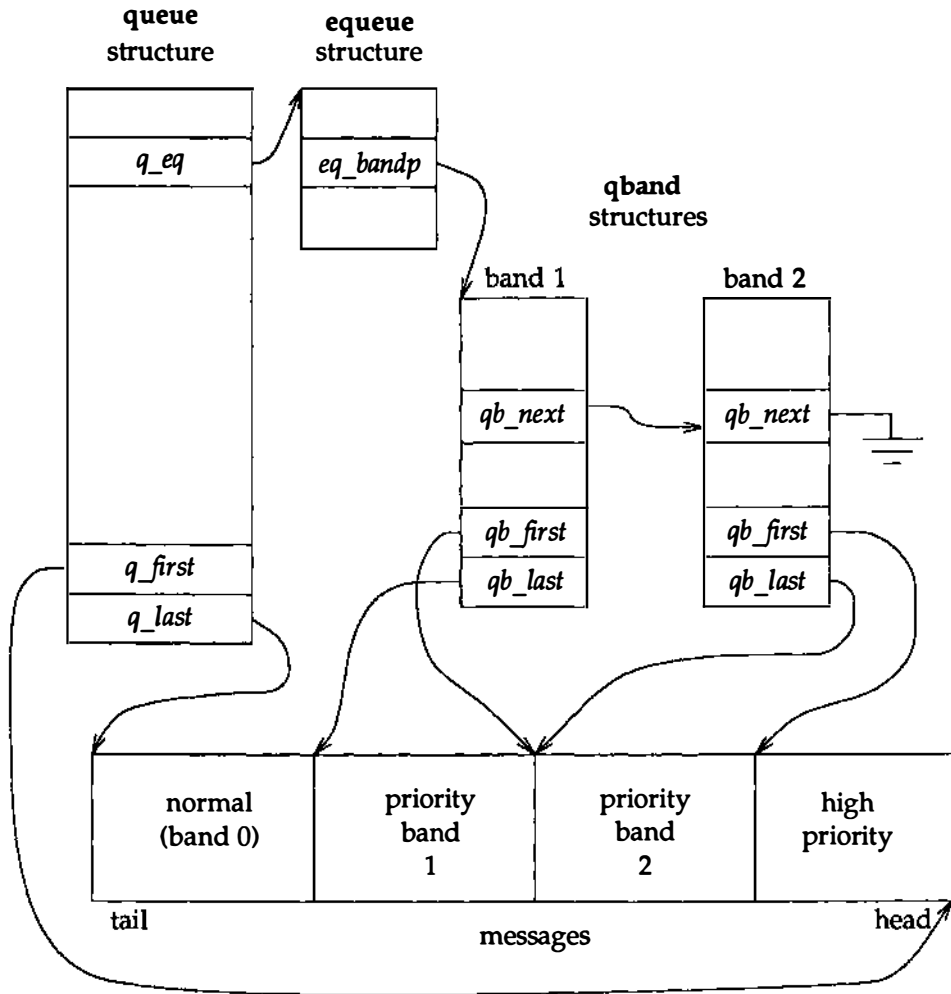 queue
structure
equeue
structure
q_eq
eq_bandp
qband
structures
band 1
band 2
qb_next
qb_next
q_first
q_last
qb_first
qb_last
qb_first
qb_last
normal
(band 0)
priority
band
1
priority
band
2
high
priority
tail
messages
head